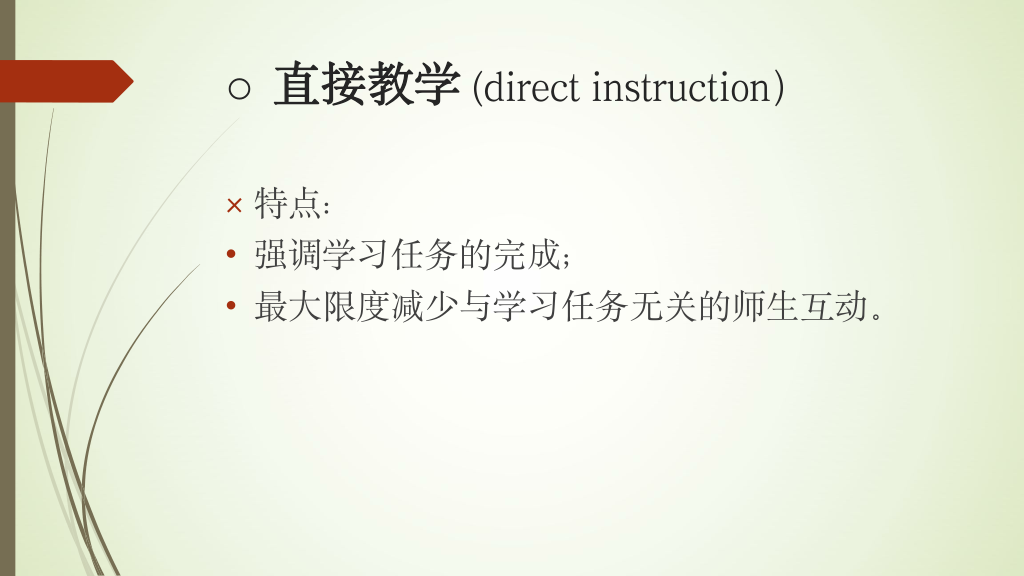 ○ 直接教学 (direct instruction)
× 特点:
• 强调学习任务的完成;
• 最大限度减少与学习任务无关的师生互动。